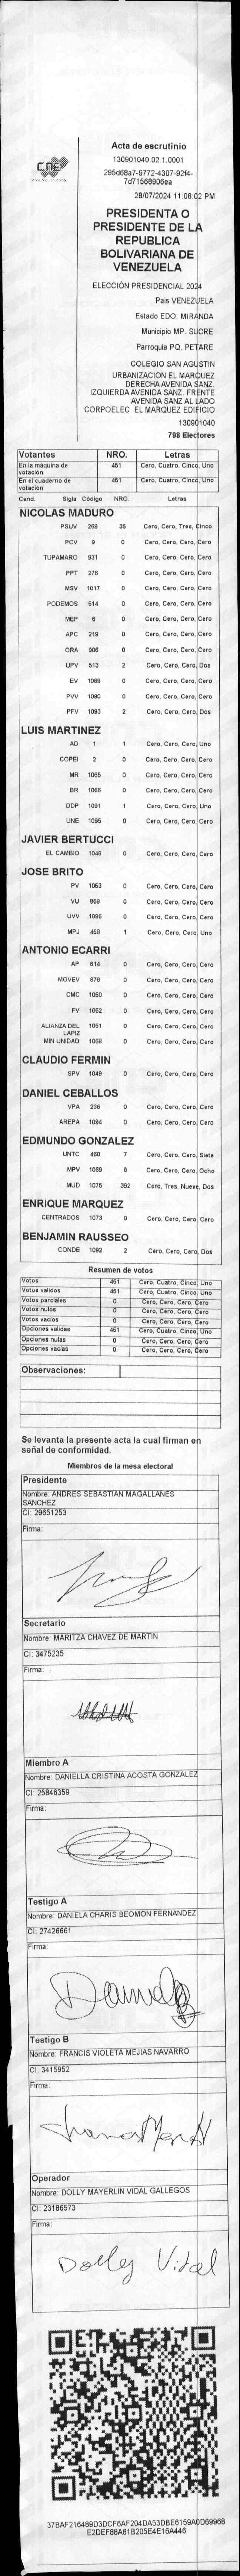 CNE
Acta de escrutinio
130901040.02.1.0001
295d68a7-9772-4307-92f4-
7d71568906ea
28/07/2024 11:08:02 PM
PRESIDENTA O
PRESIDENTE DE LA
REPUBLICA
BOLIVARIANA DE
VENEZUELA
ELECCIÓN PRESIDENCIAL 2024
Pais VENEZUELA
Estado EDO. MIRANDA
Municipio MP. SUCRE
Parroquia PQ. PETARE
COLEGIO SAN AGUSTIN
URBANIZACION EL MARQUEZ
DERECHA AVENIDA SANZ.
IZQUIERDA AVENIDA SANZ. FRENTE
AVENIDA SANZ AL LADO
CORPOELEC EL MARQUEZ EDIFICIO
130901040
798 Electores
Votantes NRO. Letras
En la máquina de votación 451 Cero, Cuatro, Cinco, Uno
En el cuaderno de votación 451 Cero, Cuatro, Cinco, Uno
Cand. Sigla Código NRO. Letras
NICOLAS MADURO
PSUV 269 35 Cero, Cero, Tres, Cinco
PCV 9 0 Cero, Cero, Cero, Cero
TUPAMARO 931 0 Cero, Cero, Cero, Cero
PPT 276 0 Cero, Cero, Cero, Cero
MSV 1017 0 Cero, Cero, Cero, Cero
PODEMOS 514 0 Cero, Cero, Cero, Cero
MEP 6 0 Cero, Cero, Cero, Cero
APC 219 0 Cero, Cero, Cero, Cero
ORA 906 0 Cero, Cero, Cero, Cero
UPV 513 2 Cero, Cero, Cero, Dos
EV 1089 0 Cero, Cero, Cero, Cero
PVV 1090 0 Cero, Cero, Cero, Cero
PFV 1093 2 Cero, Cero, Cero, Dos
LUIS MARTINEZ
AD 1 1 Cero, Cero, Cero, Uno
COPEI 2 0 Cero, Cero, Cero, Cero
MR 1065 0 Cero, Cero, Cero, Cero
BR 1066 0 Cero, Cero, Cero, Cero
DDP 1091 1 Cero, Cero, Cero, Uno
UNE 1095 0 Cero, Cero, Cero, Cero
JAVIER BERTUCCI
EL CAMBIO 1048 0 Cero, Cero, Cero, Cero
JOSE BRITO
PV 1053 0 Cero, Cero, Cero, Cero
VU 969 0 Cero, Cero, Cero, Cero
UVV 1096 0 Cero, Cero, Cero, Cero
MPJ 458 1 Cero, Cero, Cero, Uno
ANTONIO ECARRI
AP 814 0 Cero, Cero, Cero, Cero
MOVEV 978 0 Cero, Cero, Cero, Cero
CMC 1050 0 Cero, Cero, Cero, Cero
FV 1062 0 Cero, Cero, Cero, Cero
ALIANZA DEL LAPIZ 1051 0 Cero, Cero, Cero, Cero
MIN UNIDAD 1068 0 Cero, Cero, Cero, Cero
CLAUDIO FERMIN
SPV 1049 0 Cero, Cero, Cero, Cero
DANIEL CEBALLOS
VPA 236 0 Cero, Cero, Cero, Cero
AREPA 1094 0 Cero, Cero, Cero, Cero
EDMUNDO GONZALEZ
UNTC 460 7 Cero, Cero, Cero, Siete
MPV 1069 8 Cero, Cero, Cero, Ocho
MUD 1075 392 Cero, Tres, Nueve, Dos
ENRIQUE MARQUEZ
CENTRADOS 1073 0 Cero, Cero, Cero, Cero
BENJAMIN RAUSSEO
CONDE 1092 2 Cero, Cero, Cero, Dos
Resumen de votos
Votos 451 Cero, Cuatro, Cinco, Uno
Votos validos 451 Cero, Cuatro, Cinco, Uno
Votos parciales 0 Cero, Cero, Cero, Cero
Votos nulos 0 Cero, Cero, Cero, Cero
Votos vacios 0 Cero, Cero, Cero, Cero
Opciones validas 451 Cero, Cuatro, Cinco, Uno
Opciones nulas 0 Cero, Cero, Cero, Cero
Opciones vacias 0 Cero, Cero, Cero, Cero
Observaciones:
Se levanta la presente acta la cual firman en
señal de conformidad.
Miembros de la mesa electoral
Presidente
Nombre: ANDRES SEBASTIAN MAGALLANES
SANCHEZ
CI: 29651253
Firma:
Secretario
Nombre: MARITZA CHAVEZ DE MARTIN
CI: 3475235
Firma:
Miembro A
Nombre: DANIELLA CRISTINA ACOSTA GONZALEZ
CI: 25846359
Firma:
Testigo A
Nombre: DANIELA CHARIS BEOMON FERNANDEZ
CI: 27426661
Firma:
Testigo B
Nombre: FRANCIS VIOLETA MEJIAS NAVARRO
CI: 3415952
Firma:
Operador
Nombre: DOLLY MAYERLIN VIDAL GALLEGOS
CI: 23186573
Firma:
Dolley Vidal
37BAF216489D3DCF6AF204DA53DBE6159A0D69968
E2DEF88A61B205E4E16A446